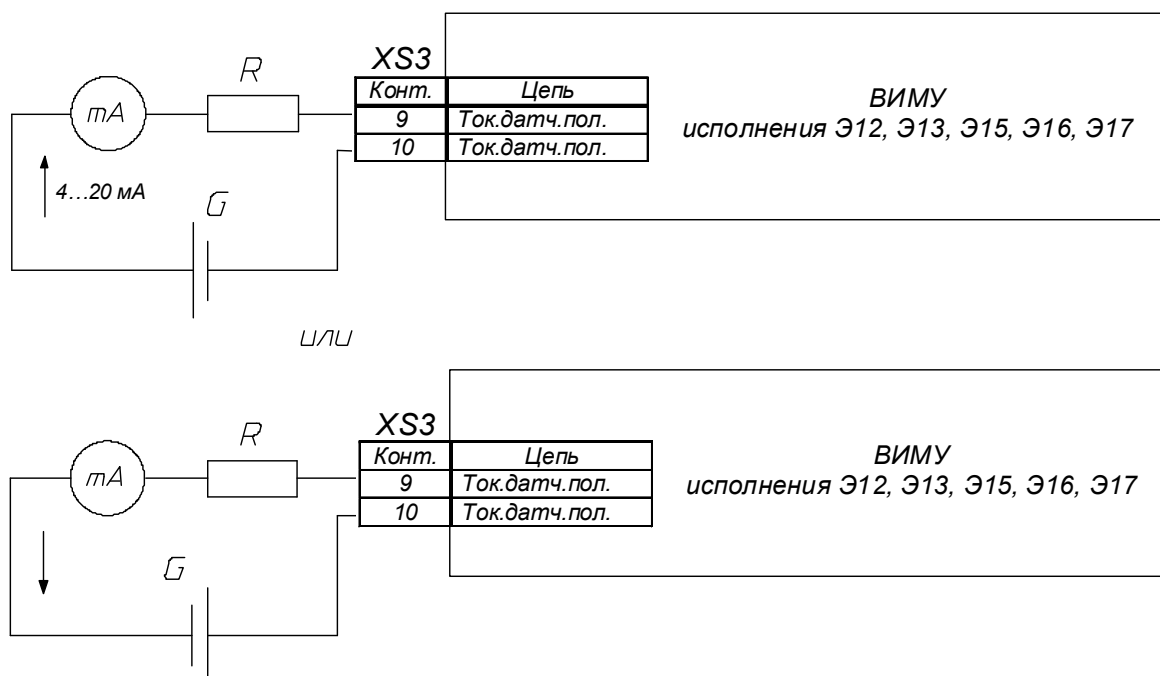 XS3
R
mA
Конт. Цепь
9 Ток.датч.пол.
10 Ток.датч.пол.
ВИМУ
исполнения Э12, Э13, Э15, Э16, Э17
4...20 мА
G
или
XS3
R
mA
Конт. Цепь
9 Ток.датч.пол.
10 Ток.датч.пол.
ВИМУ
исполнения Э12, Э13, Э15, Э16, Э17
G